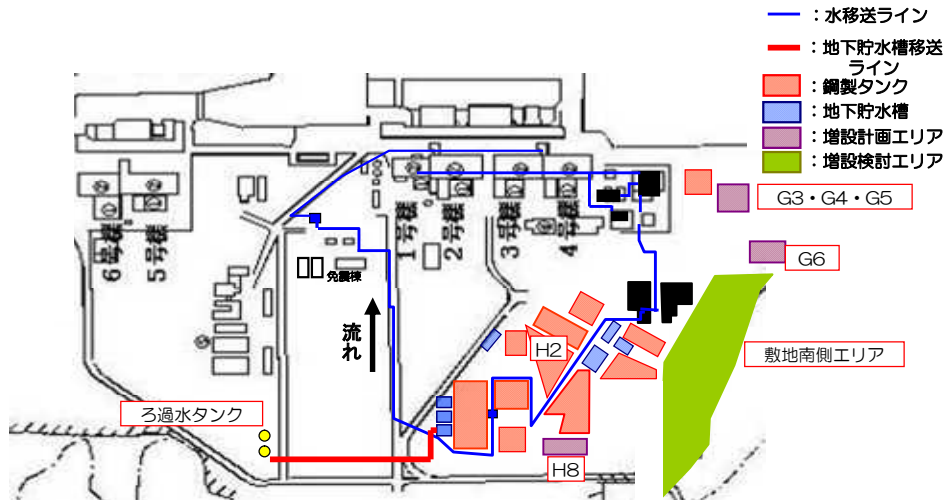 ：水移送ライン
：地下貯水槽移送
ライン
：鋼製タンク
：地下貯水槽
：増設計画エリア
：増設検討エリア
G3・G4・G5
G6
敷地南側エリア
6号機
5号機
1号機
2号機
3号機
4号機
免震棟
流れ
H2
ろ過水タンク
H8